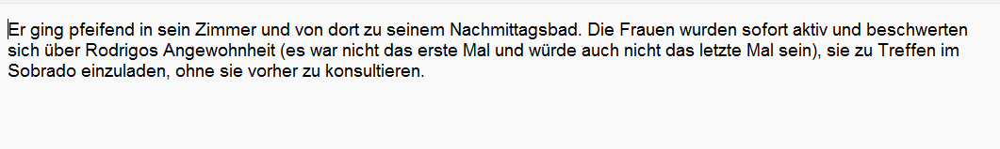 Er ging pfeifend in sein Zimmer und von dort zu seinem Nachmittagsbad. Die Frauen wurden sofort aktiv und beschwerten
sich über Rodrigos Angewohnheit (es war nicht das erste Mal und würde auch nicht das letzte Mal sein), sie zu Treffen im
Sobrado einzuladen, ohne sie vorher zu konsultieren.